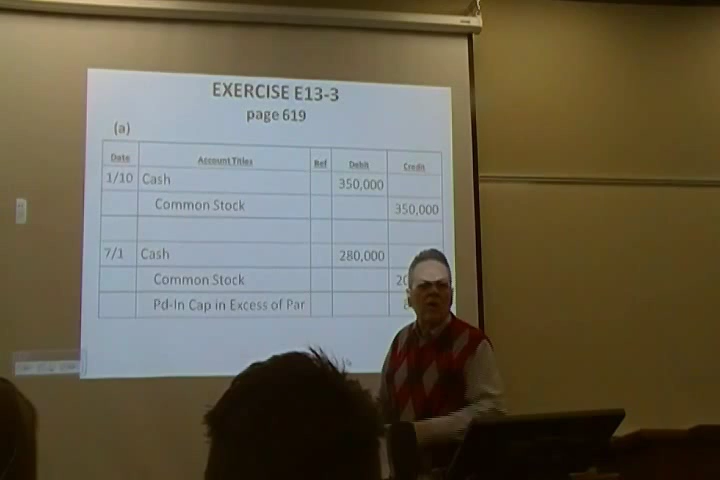 EXERCISE E13-3
page 619
(a)
Date Account Titles Ref Debit Credit
1/10 Cash 350,000
Common Stock 350,000
7/1 Cash 280,000
Common Stock
Pd-In Cap in Excess of Par